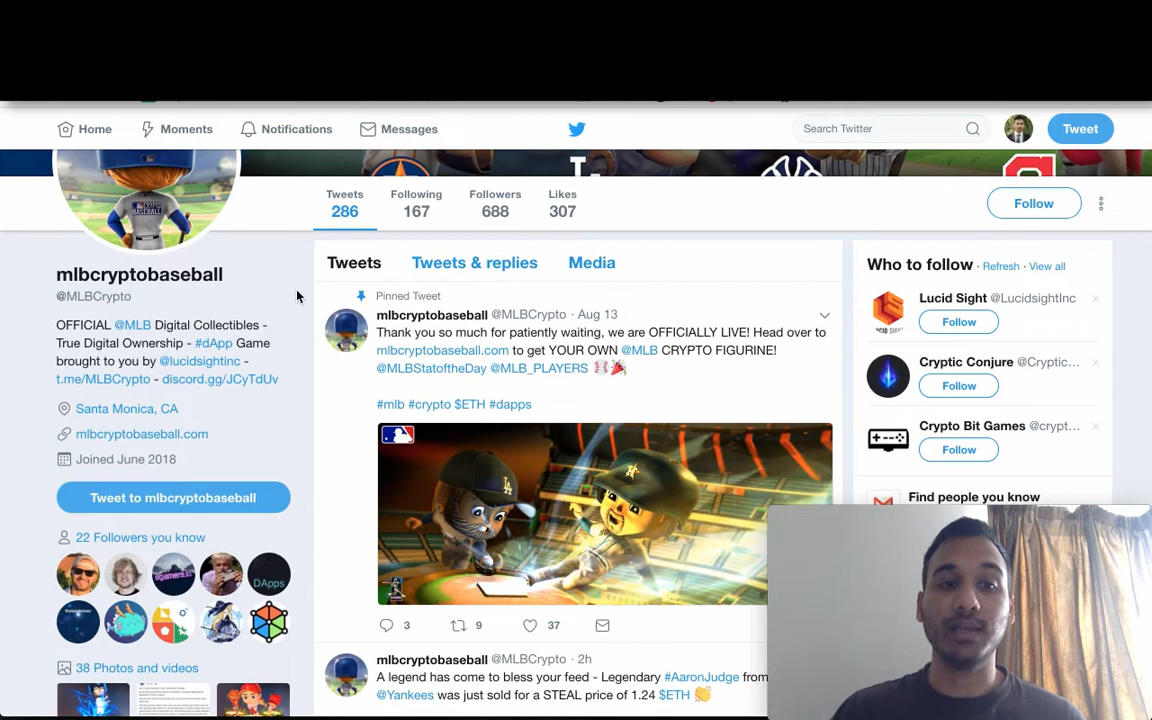 Home
Moments
Notifications
Messages
Search Twitter
Tweet
Tweets
286
Following
167
Followers
688
Likes
307
Follow
mlbcryptobaseball
@MLBCrypto
OFFICIAL @MLB Digital Collectibles -
True Digital Ownership - #dApp Game
brought to you by @lucidsightinc -
t.me/MLBCrypto - discord.gg/JCyTdUv
Santa Monica, CA
mlbcryptobaseball.com
Joined June 2018
Tweet to mlbcryptobaseball
22 Followers you know
DApps
38 Photos and videos
Tweets
Tweets & replies
Media
Pinned Tweet
mlbcryptobaseball @MLBCrypto · Aug 13
Thank you so much for patiently waiting, we are OFFICIALLY LIVE! Head over to
mlbcryptobaseball.com to get YOUR OWN @MLB CRYPTO FIGURINE!
@MLBStatoftheDay @MLB_PLAYERS
#mlb #crypto $ETH #dapps
3
9
37
mlbcryptobaseball @MLBCrypto · 2h
A legend has come to bless your feed - Legendary #AaronJudge from
@Yankees was just sold for a STEAL price of 1.24 $ETH
Who to follow · Refresh · View all
Lucid Sight @LucidsightInc
Follow
Cryptic Conjure @Cryptic...
Follow
Crypto Bit Games @crypt...
Follow
Find people you know